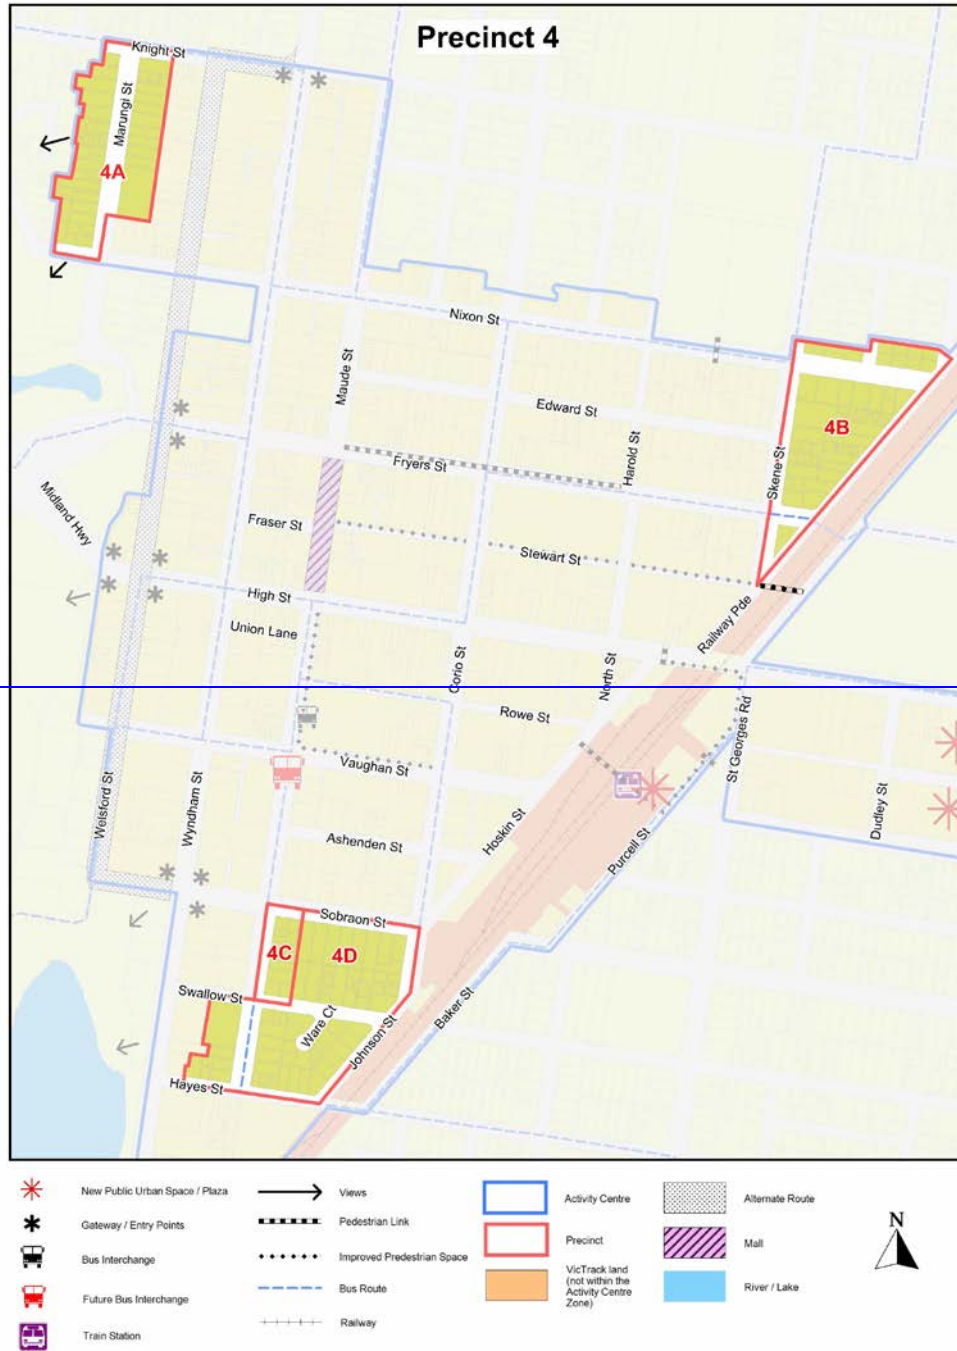 Precinct 4
Knight St
Marungi St
4A
Nixon St
Maude St
Edward St
4B
Harold St
Skene St
Fryers St
Midland Hwy
Fraser St
Stewart St
High St
Union Lane
Railway Pde
Corio St
North St
Rowe St
St Georges Rd
Vaughan St
Welsford St
Wyndham St
Dudley St
Hoskin St
Ashenden St
Purcell St
Sobraon St
4C
4D
Swallow St
Ware Ct
Johnson St
Baker St
Hayes St
New Public Urban Space / Plaza
Gateway / Entry Points
Bus Interchange
Future Bus Interchange
Train Station
Views
Pedestrian Link
Improved Predestrian Space
Bus Route
Railway
Activity Centre
Precinct
VicTrack land
(not within the
Activity Centre
Zone)
Alternate Route
Mall
River / Lake
N